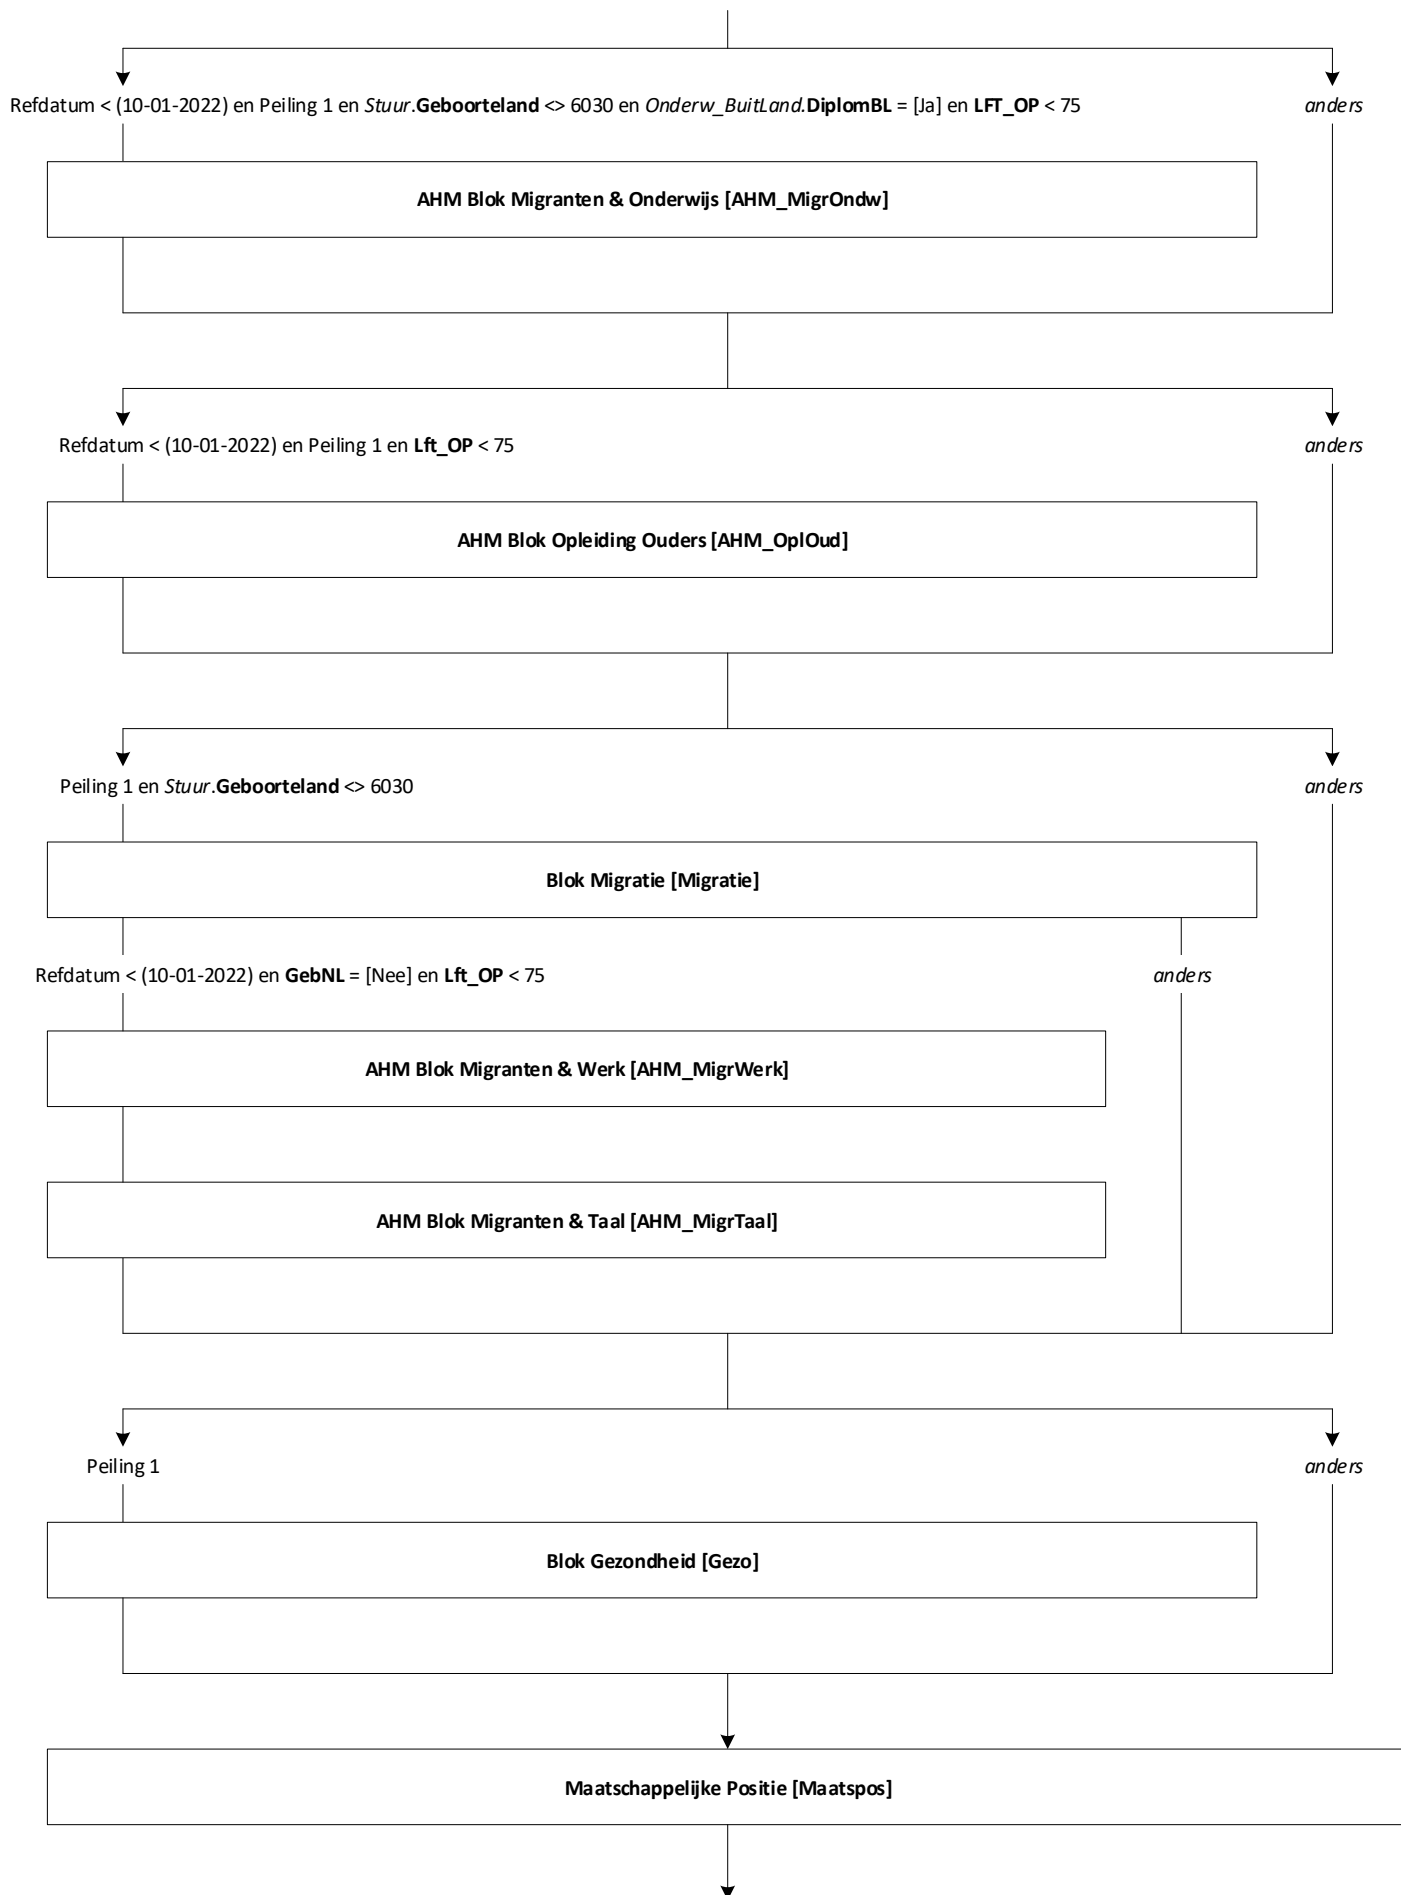 Refdatum < (10-01-2022) en Peiling 1 en Stuur.Geboorteland <> 6030 en Onderw_BuitLand.DiplomBL = [Ja] en LFT_OP < 75 anders
AHM Blok Migranten & Onderwijs [AHM_MigrOndw]
Refdatum < (10-01-2022) en Peiling 1 en Lft_OP < 75 anders
AHM Blok Opleiding Ouders [AHM_OplOud]
Peiling 1 en Stuur.Geboorteland <> 6030 anders
Blok Migratie [Migratie]
Refdatum < (10-01-2022) en GebNL = [Nee] en Lft_OP < 75 anders
AHM Blok Migranten & Werk [AHM_MigrWerk]
AHM Blok Migranten & Taal [AHM_MigrTaal]
Peiling 1 anders
Blok Gezondheid [Gezo]
Maatschappelijke Positie [Maatspos]